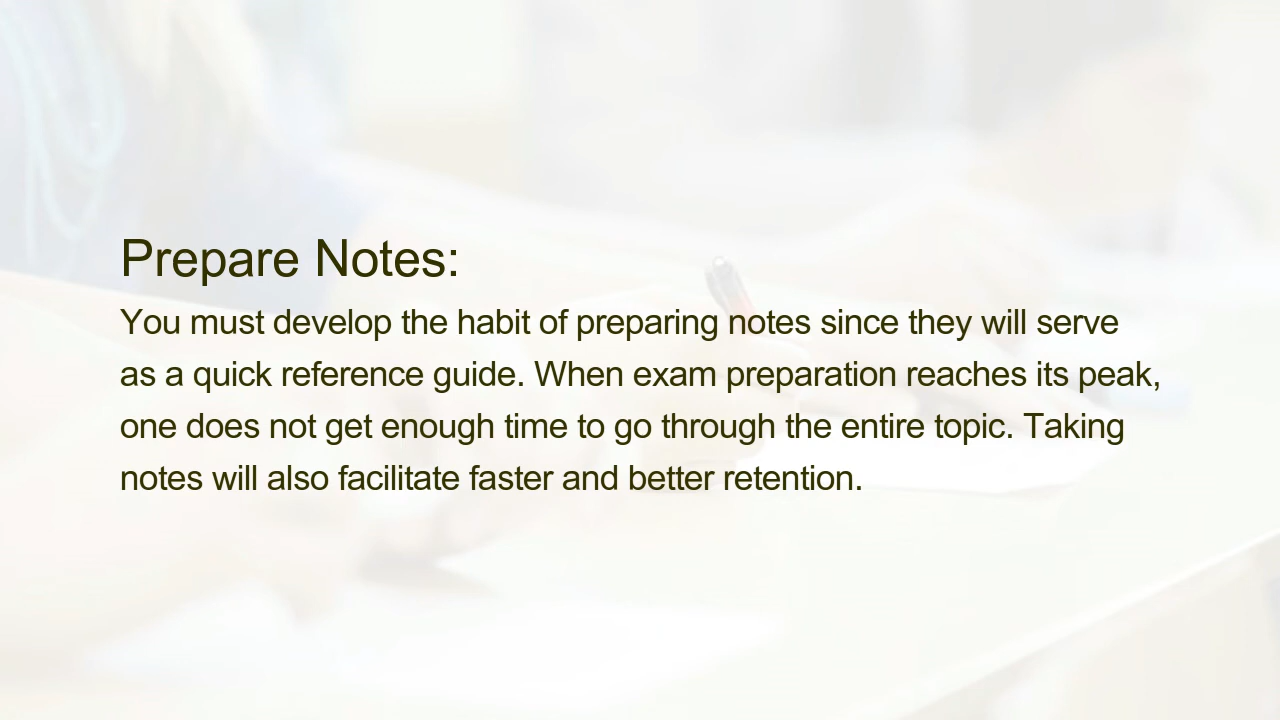 Prepare Notes:
You must develop the habit of preparing notes since they will serve
as a quick reference guide. When exam preparation reaches its peak,
one does not get enough time to go through the entire topic. Taking
notes will also facilitate faster and better retention.